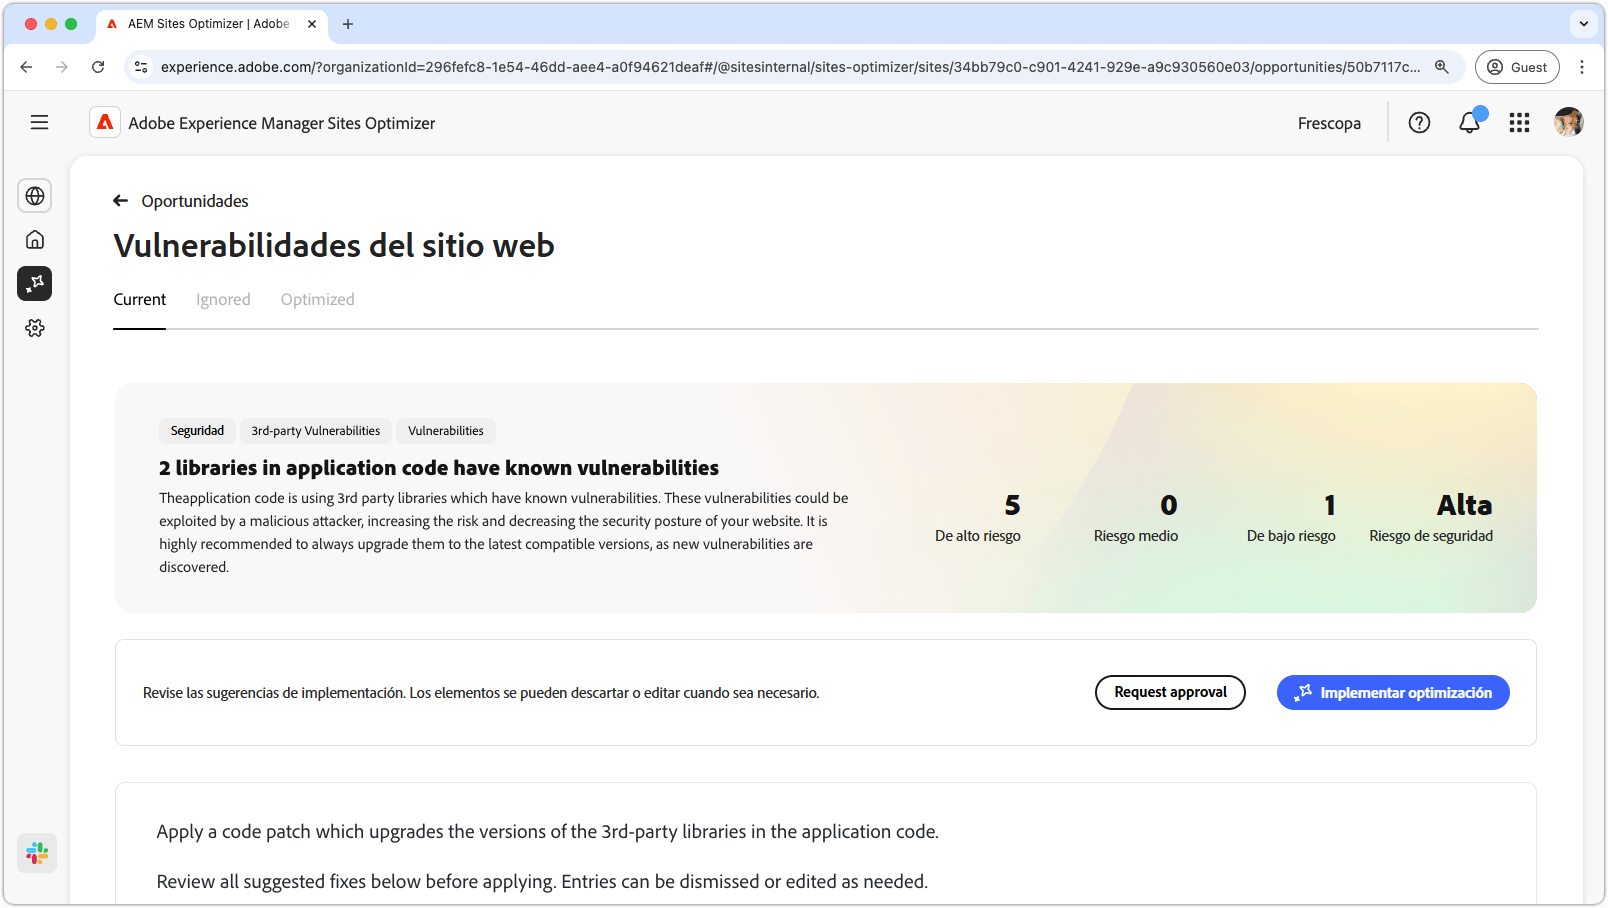 AEM Sites Optimizer | Adobe
experience.adobe.com/?organizationId=296fefc8-1e54-46dd-aee4-a0f94621deaf#/@sitesinternal/sites-optimizer/sites/34bb79c0-c901-4241-929e-a9c930560e03/opportunities/50b7117c...
Guest
Adobe Experience Manager Sites Optimizer
Frescopa
Oportunidades
Vulnerabilidades del sitio web
Current Ignored Optimized
Seguridad 3rd-party Vulnerabilities Vulnerabilities
2 libraries in application code have known vulnerabilities
Theapplication code is using 3rd party libraries which have known vulnerabilities. These vulnerabilities could be
exploited by a malicious attacker, increasing the risk and decreasing the security posture of your website. It is
highly recommended to always upgrade them to the latest compatible versions, as new vulnerabilities are
discovered.
5 0 1 Alta
De alto riesgo Riesgo medio De bajo riesgo Riesgo de seguridad
Revise las sugerencias de implementación. Los elementos se pueden descartar o editar cuando sea necesario.
Request approval
Implementar optimización
Apply a code patch which upgrades the versions of the 3rd-party libraries in the application code.
Review all suggested fixes below before applying. Entries can be dismissed or edited as needed.